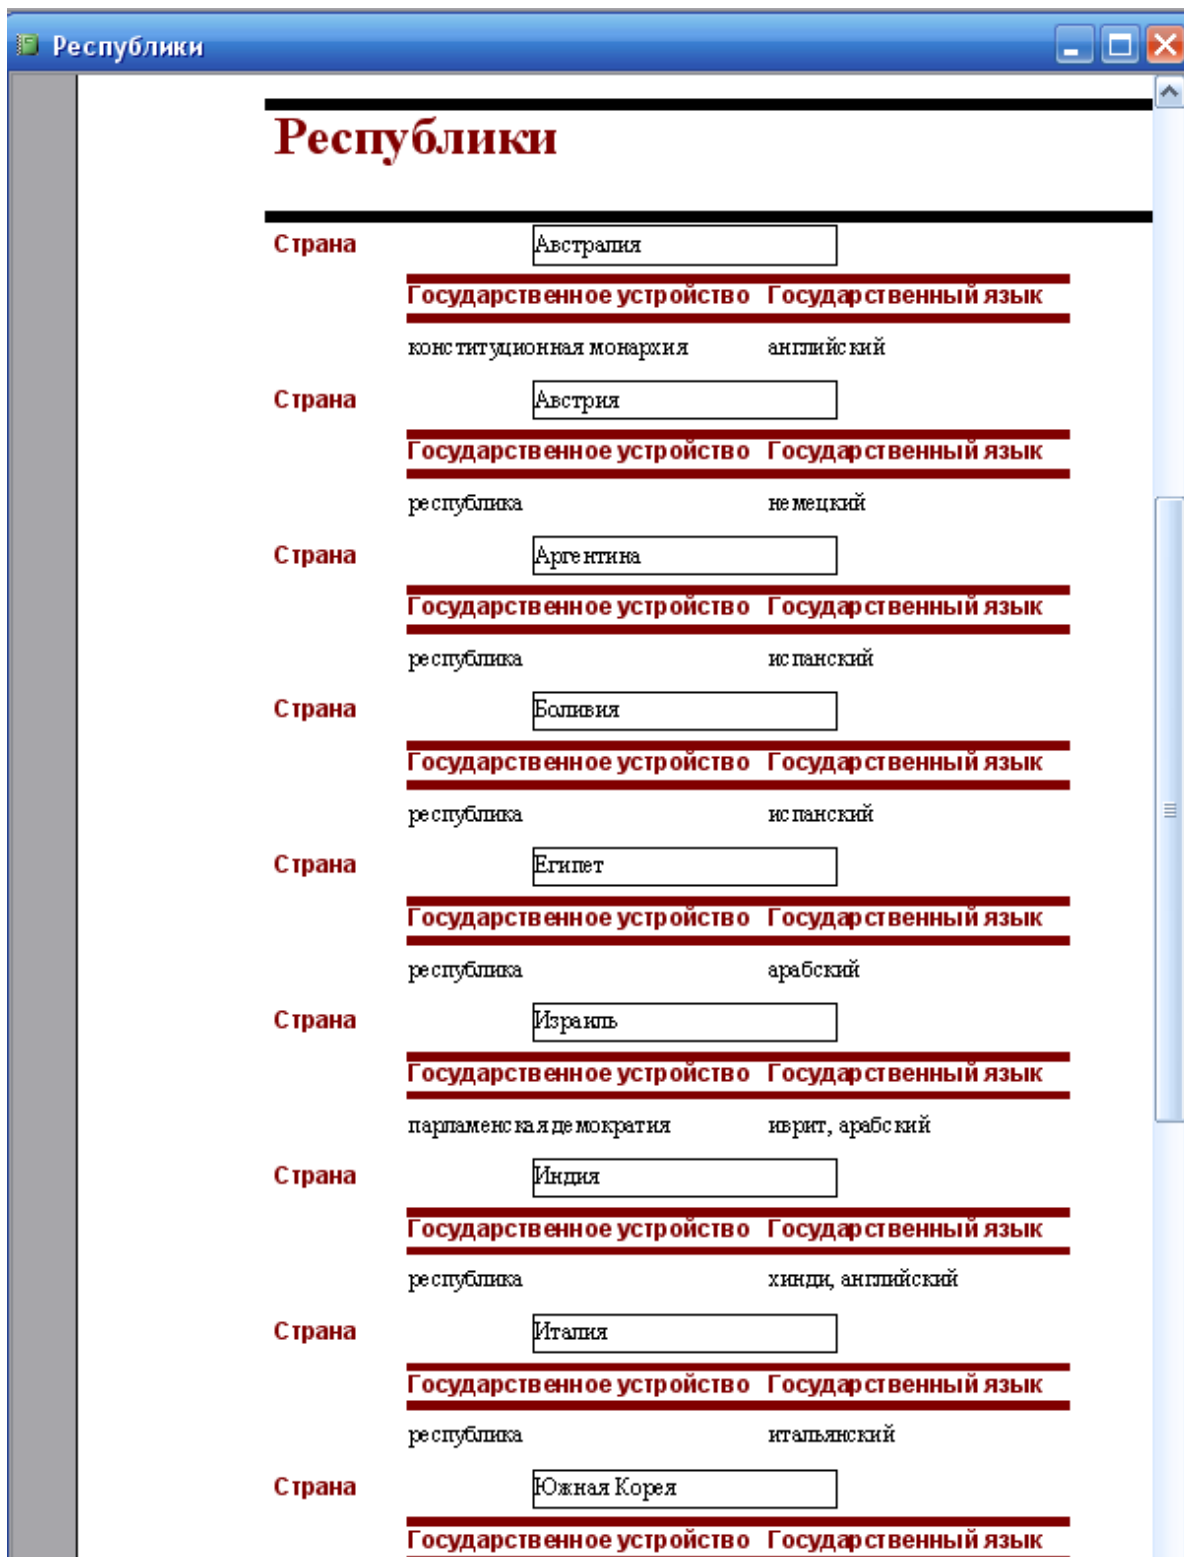 Республики
Республики
Страна Австралия
Государственное устройство Государственный язык
конституционная монархия английский
Страна Австрия
Государственное устройство Государственный язык
республика немецкий
Страна Аргентина
Государственное устройство Государственный язык
республика испанский
Страна Боливия
Государственное устройство Государственный язык
республика испанский
Страна Египет
Государственное устройство Государственный язык
республика арабский
Страна Израиль
Государственное устройство Государственный язык
парламенская демократия иврит, арабский
Страна Индия
Государственное устройство Государственный язык
республика хинди, английский
Страна Италия
Государственное устройство Государственный язык
республика итальянский
Страна Южная Корея
Государственное устройство Государственный язык